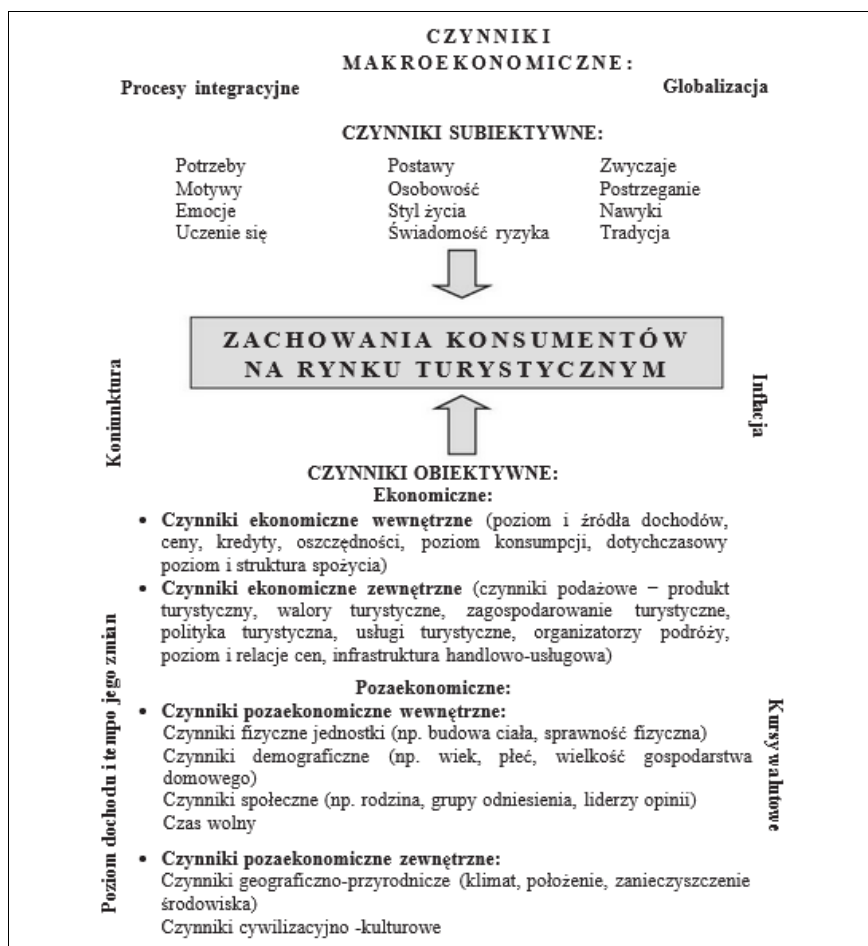 CZYNNIKI
MAKROEKONOMICZNE:
Procesy integracyjne
Globalizacja
CZYNNIKI SUBIEKTYWNE:
Potrzeby Postawy Zwyczaje
Motywy Osobowość Postrzeganie
Emocje Styl życia Nawyki
Uczenie się Świadomość ryzyka Tradycja
ZACHOWANIA KONSUMENTÓW
NA RYNKU TURYSTYCZNYM
Koniunktura
Inflacja
CZYNNIKI OBIEKTYWNE:
Ekonomiczne:
• Czynniki ekonomiczne wewnętrzne (poziom i źródła dochodów,
ceny, kredyty, oszczędności, poziom konsumpcji, dotychczasowy
poziom i struktura spożycia)
• Czynniki ekonomiczne zewnętrzne (czynniki podażowe − produkt
turystyczny, walory turystyczne, zagospodarowanie turystyczne,
polityka turystyczna, usługi turystyczne, organizatorzy podróży,
poziom i relacje cen, infrastruktura handlowo-usługowa)
Pozaekonomiczne:
• Czynniki pozaekonomiczne wewnętrzne:
Czynniki fizyczne jednostki (np. budowa ciała, sprawność fizyczna)
Czynniki demograficzne (np. wiek, płeć, wielkość gospodarstwa
domowego)
Czynniki społeczne (np. rodzina, grupy odniesienia, liderzy opinii)
Czas wolny
• Czynniki pozaekonomiczne zewnętrzne:
Czynniki geograficzno-przyrodnicze (klimat, położenie, zanieczyszczenie
środowiska)
Czynniki cywilizacyjno -kulturowe
Poziom dochodu i tempo jego zmian
Kursy walutowe